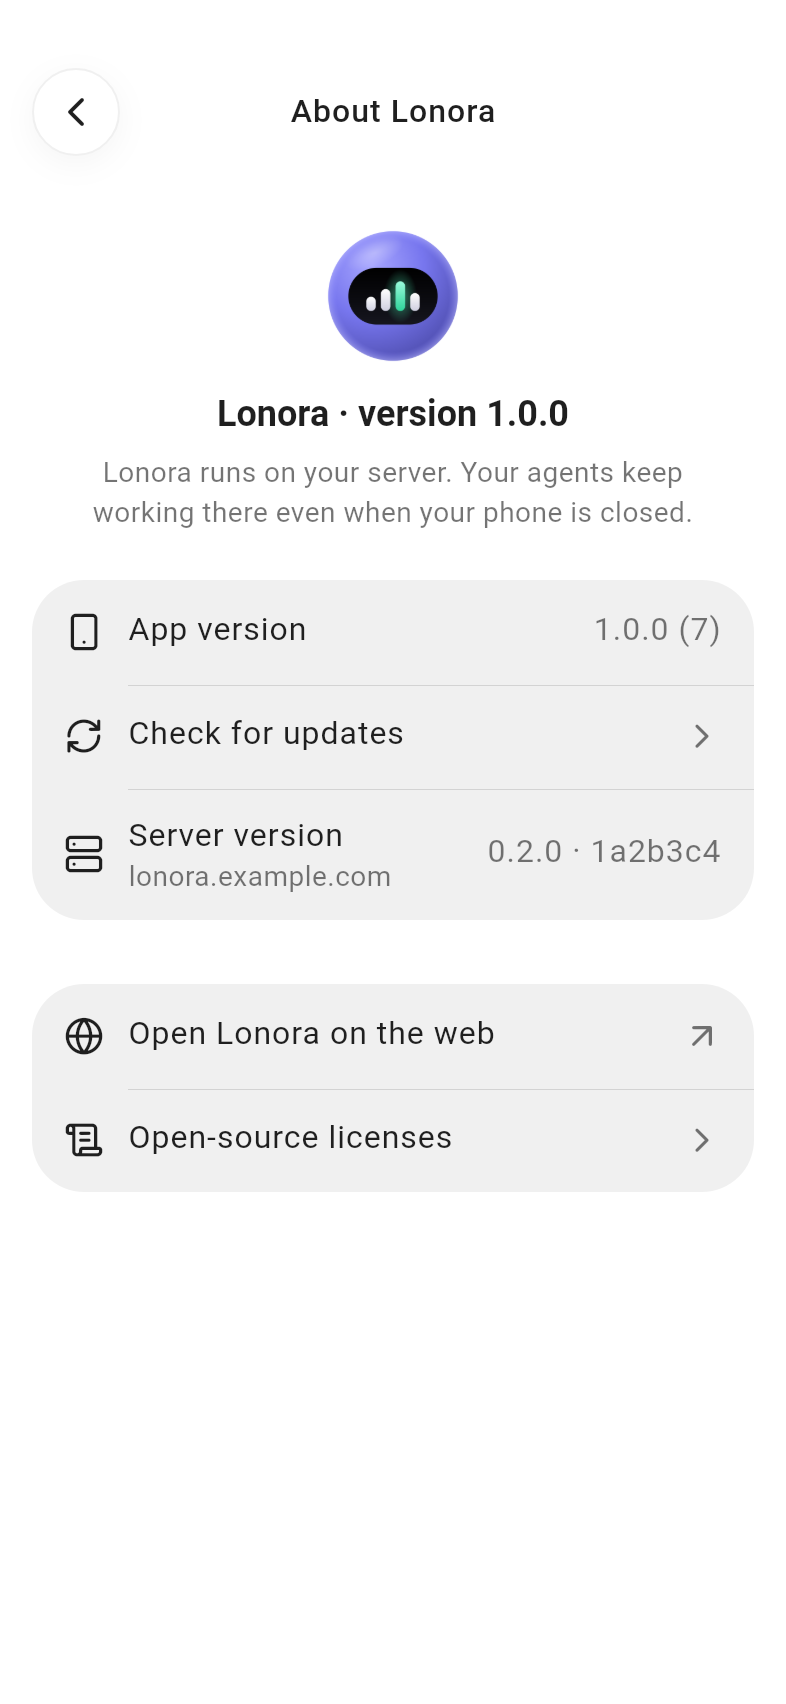 About Lonora
Lonora · version 1.0.0
Lonora runs on your server. Your agents keep
working there even when your phone is closed.
App version 1.0.0 (7)
Check for updates
Server version 0.2.0 · 1a2b3c4
lonora.example.com
Open Lonora on the web
Open-source licenses